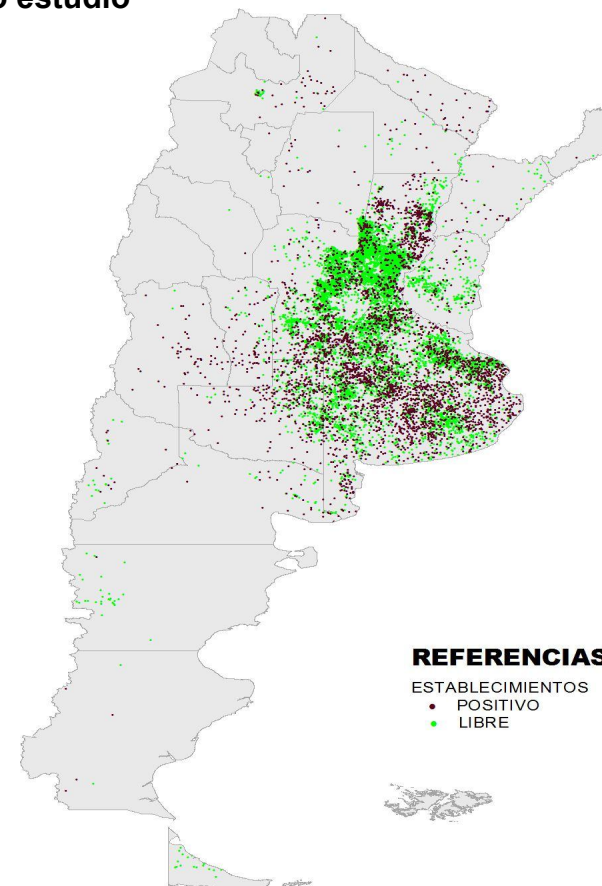 o estudio
REFERENCIAS
ESTABLECIMIENTOS
POSITIVO
LIBRE